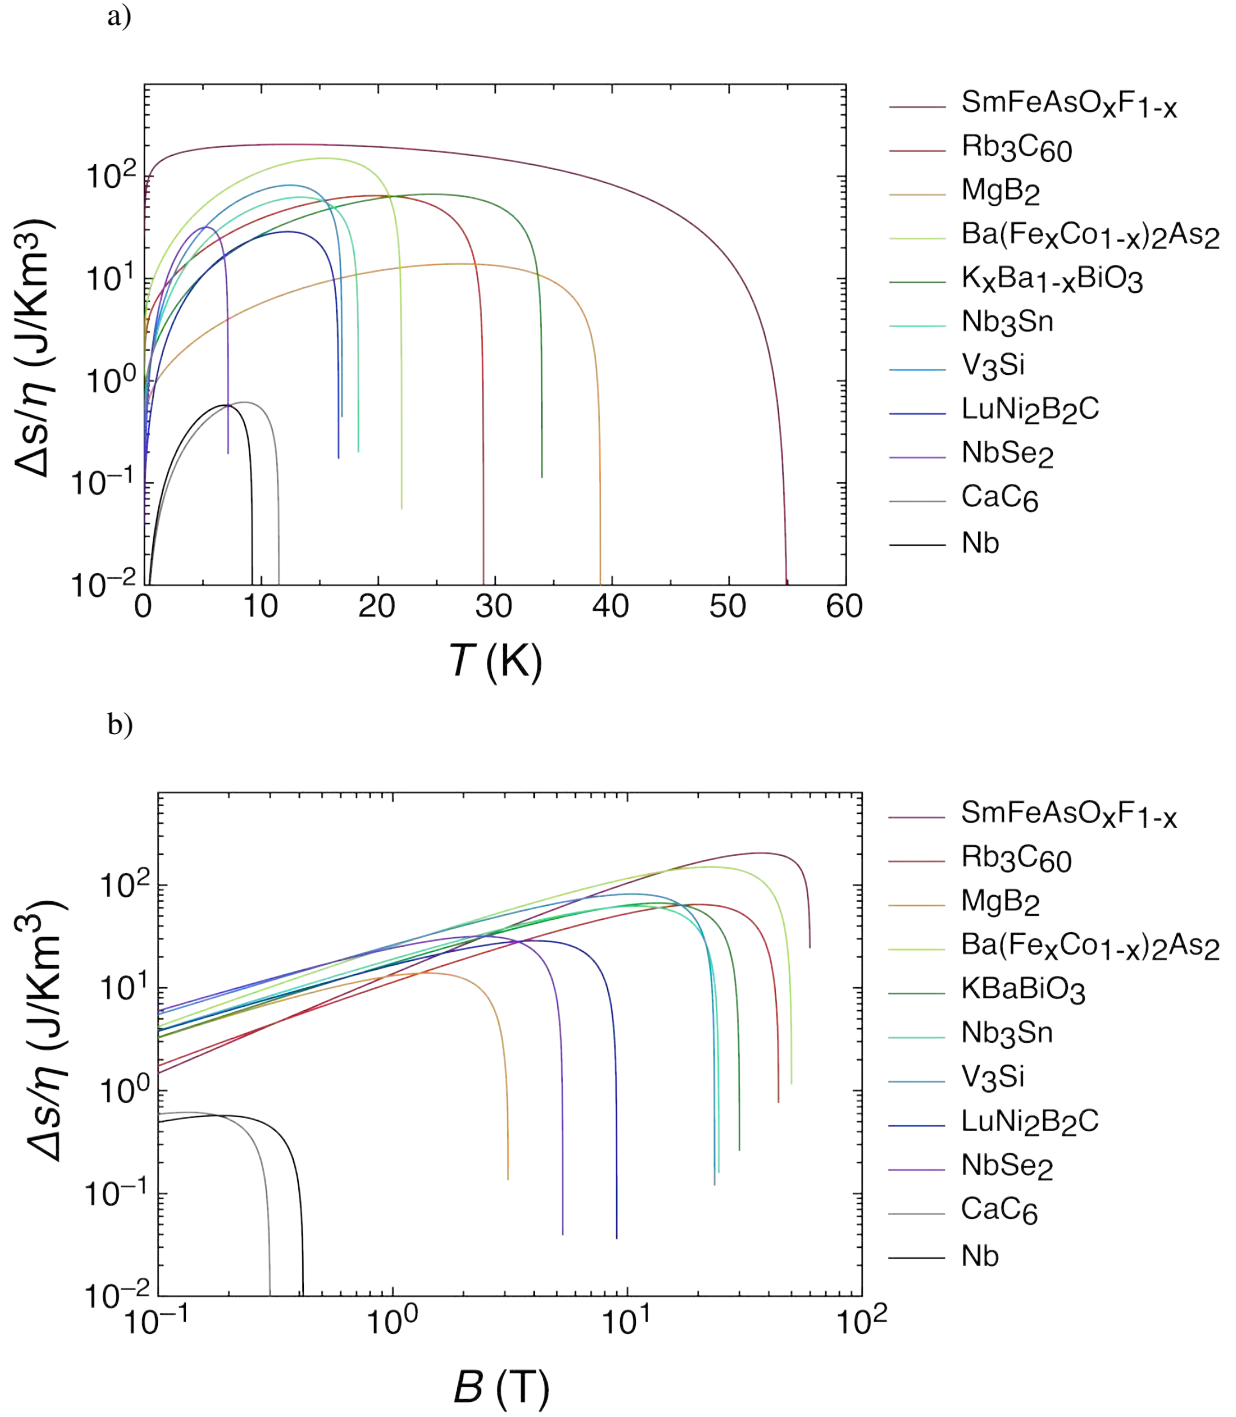 a)
Δs/η (J/Km³)
10²
10¹
10⁰
10⁻¹
10⁻²
0 10 20 30 40 50 60
T (K)
SmFeAsOₓF₁₋ₓ
Rb₃C₆₀
MgB₂
Ba(FeₓCo₁₋ₓ)₂As₂
KₓBa₁₋ₓBiO₃
Nb₃Sn
V₃Si
LuNi₂B₂C
NbSe₂
CaC₆
Nb
b)
Δs/η (J/Km³)
10²
10¹
10⁰
10⁻¹
10⁻²
10⁻¹ 10⁰ 10¹ 10²
B (T)
SmFeAsOₓF₁₋ₓ
Rb₃C₆₀
MgB₂
Ba(FeₓCo₁₋ₓ)₂As₂
KBaBiO₃
Nb₃Sn
V₃Si
LuNi₂B₂C
NbSe₂
CaC₆
Nb